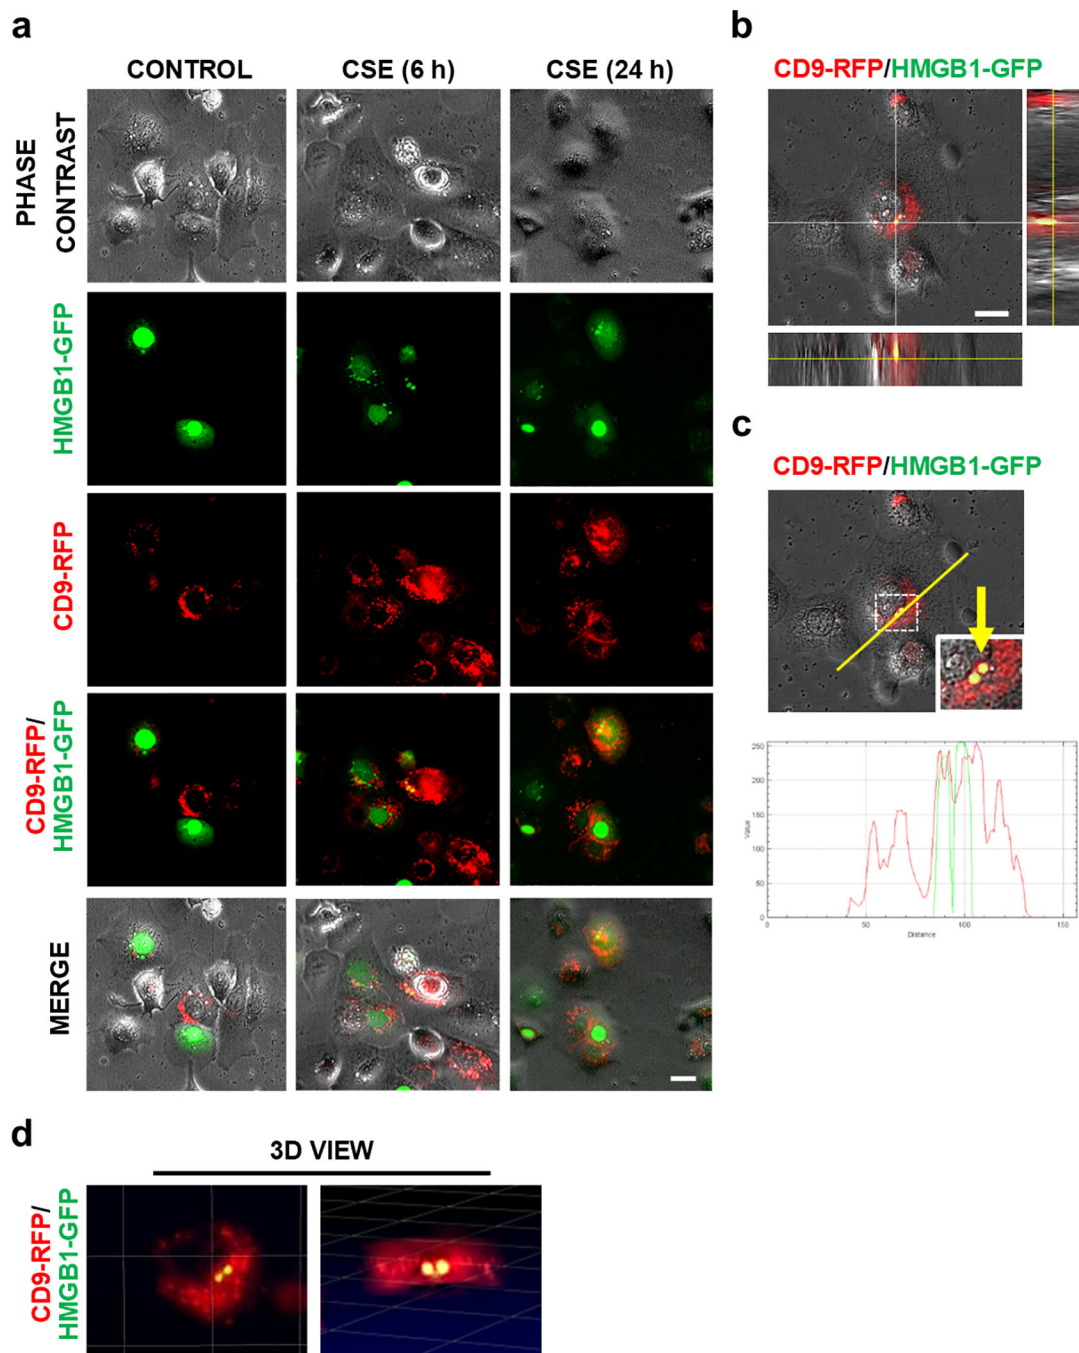 a
CONTROL
CSE (6 h)
CSE (24 h)
PHASE
CONTRAST
HMGB1-GFP
CD9-RFP
CD9-RFP/
HMGB1-GFP
MERGE
b
CD9-RFP/HMGB1-GFP
c
CD9-RFP/HMGB1-GFP
250
200
150
100
50
0
Value
0
50
100
150
Distance
d
3D VIEW
CD9-RFP/
HMGB1-GFP